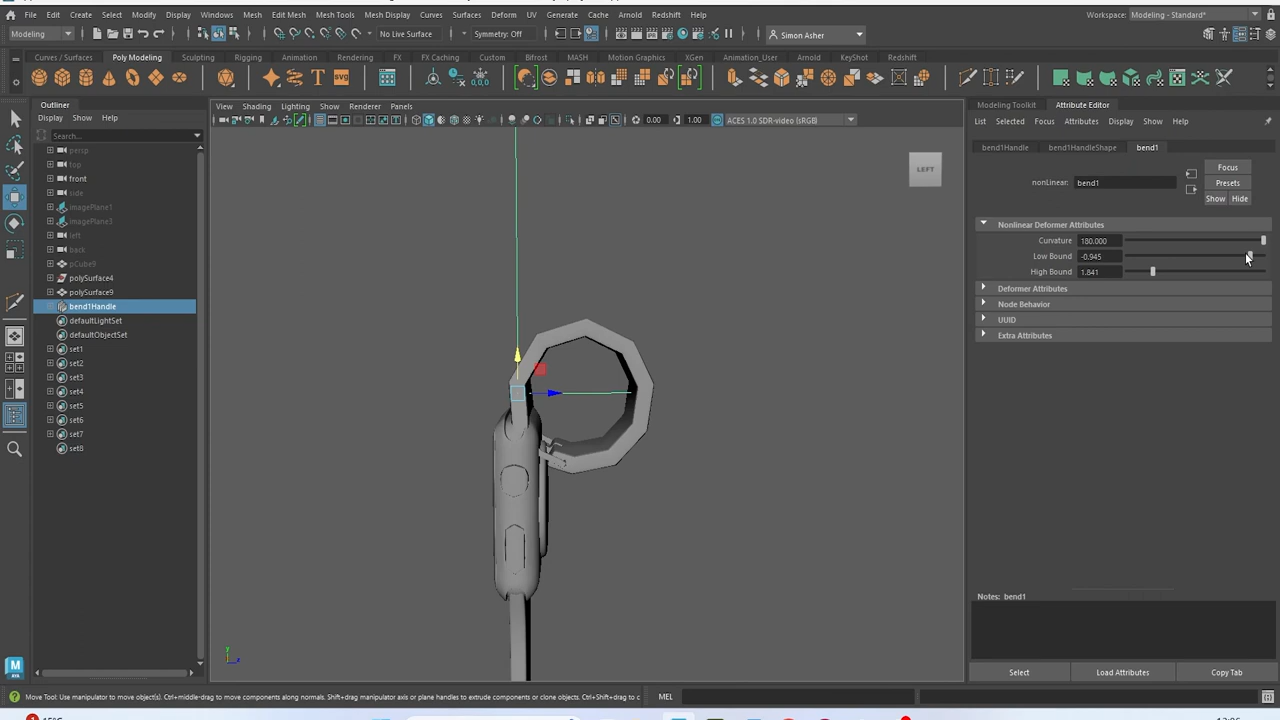 File Edit Create Select Modify Display Windows Mesh Edit Mesh Mesh Tools Mesh Display Curves Surfaces Deform UV Generate Cache Arnold Redshift Help Workspace: Modeling - Standard*
Modeling No Live Surface Symmetry: Off Simon Asher
Curves / Surfaces Poly Modeling Sculpting Rigging Animation Rendering FX FX Caching Custom Bifrost MASH Motion Graphics XGen Animation_User Arnold KeyShot Redshift
SVG
Outliner
Display Show Help
Search...
persp
top
front
side
imagePlane1
imagePlane3
left
back
pCube9
polySurface4
polySurface9
bend1Handle
defaultLightSet
defaultObjectSet
set1
set2
set3
set4
set5
set6
set7
set8
View Shading Lighting Show Renderer Panels
0.00 1.00 ACES 1.0 SDR-video (sRGB)
LEFT
Modeling Toolkit Attribute Editor
List Selected Focus Attributes Display Show Help
bend1Handle bend1HandleShape bend1
Focus
nonLinear: bend1 Presets
Show Hide
Nonlinear Deformer Attributes
Curvature 180.000
Low Bound -0.945
High Bound 1.841
Deformer Attributes
Node Behavior
UUID
Extra Attributes
Notes: bend1
Select Load Attributes Copy Tab
Move Tool: Use manipulator to move object(s). Ctrl+middle-drag to move components along normals. Shift+drag manipulator axis or plane handles to extrude components or clone objects. Ctrl+Shift+drag to c MEL